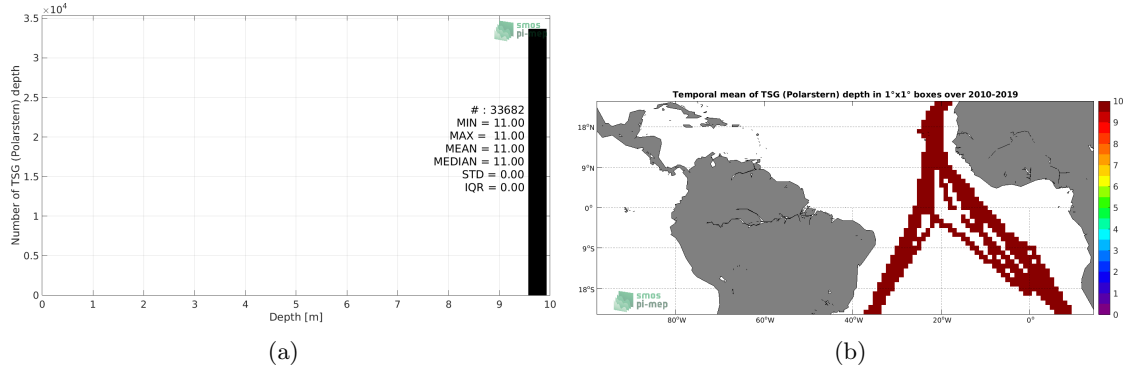 ×10⁴
3.5
3
2.5
2
1.5
1
0.5
0
Number of TSG (Polarstern) depth
smos
pi-mep
# : 33682
MIN = 11.00
MAX = 11.00
MEAN = 11.00
MEDIAN = 11.00
STD = 0.00
IQR = 0.00
0 1 2 3 4 5 6 7 8 9 10
Depth [m]
(a)
Temporal mean of TSG (Polarstern) depth in 1°x1° boxes over 2010-2019
18°N
9°N
0°
9°S
18°S
smos
pi-mep
80°W 60°W 40°W 20°W 0°
10
9
8
7
6
5
4
3
2
1
0
(b)